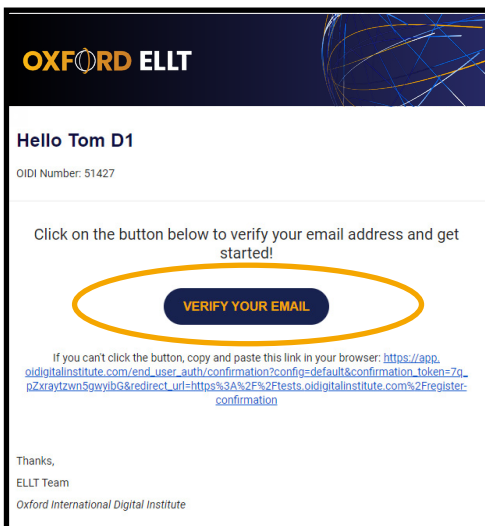 OXFORD ELLT
Hello Tom D1
OIDI Number: 51427
Click on the button below to verify your email address and get
started!
VERIFY YOUR EMAIL
If you can't click the button, copy and paste this link in your browser: https://app.
oidigitalinstitute.com/end_user_auth/confirmation?config=default&confirmation_token=7q_
pZxraytzwn5gwyibG&redirect_url=https%3A%2F%2Ftests.oidigitalinstitute.com%2Fregister-
confirmation
Thanks,
ELLT Team
Oxford International Digital Institute